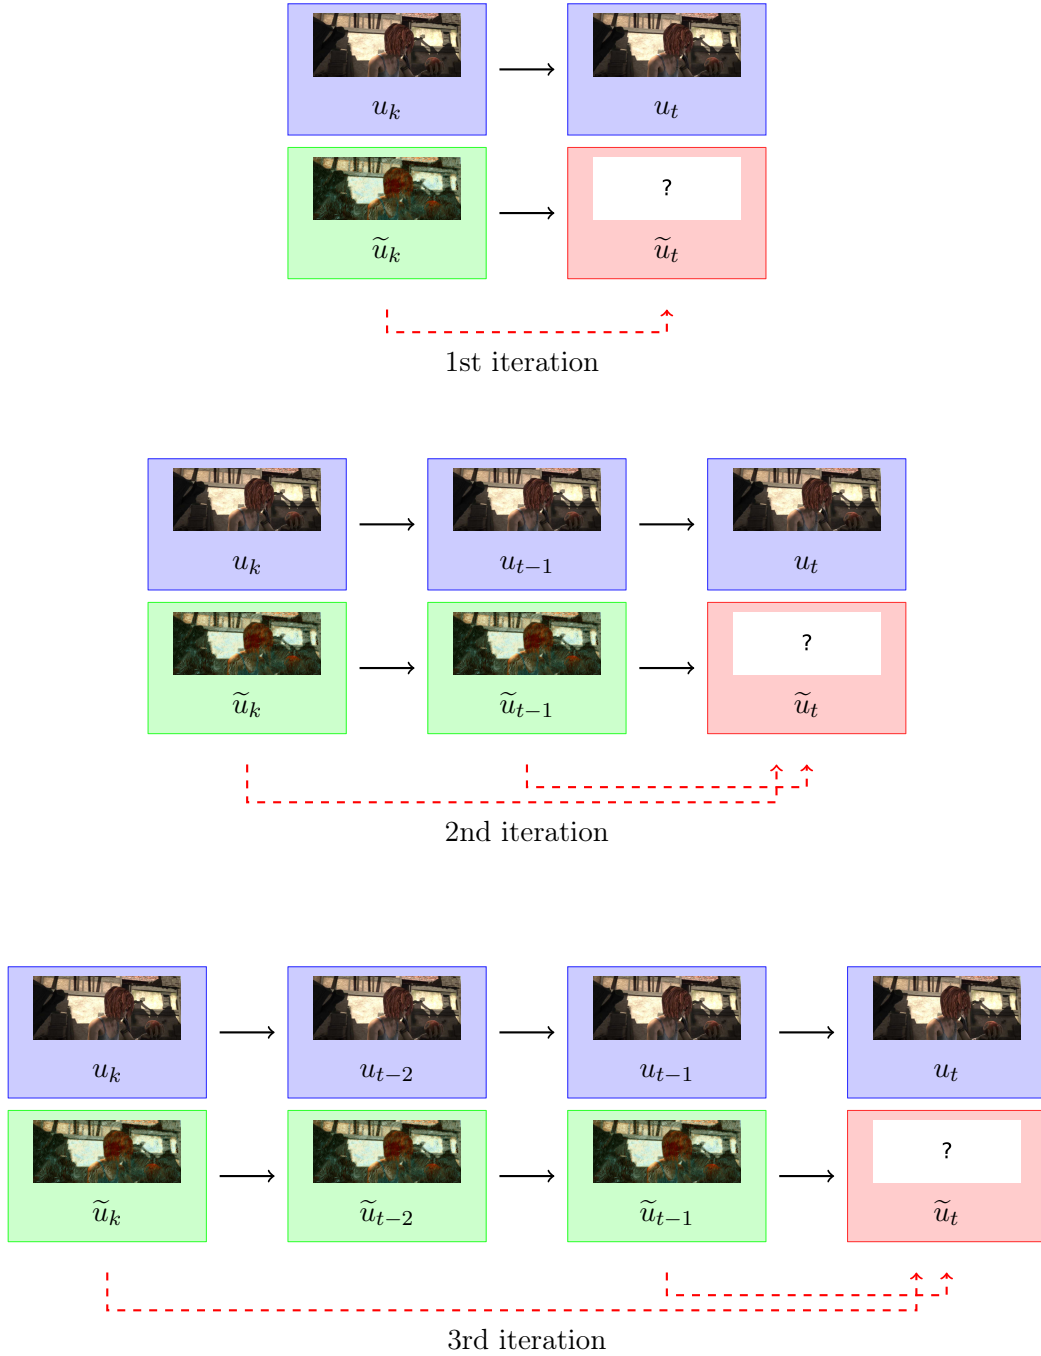 u_k u_t
?
ũ_k ũ_t
1st iteration
u_k u_{t−1} u_t
?
ũ_k ũ_{t−1} ũ_t
2nd iteration
u_k u_{t−2} u_{t−1} u_t
?
ũ_k ũ_{t−2} ũ_{t−1} ũ_t
3rd iteration